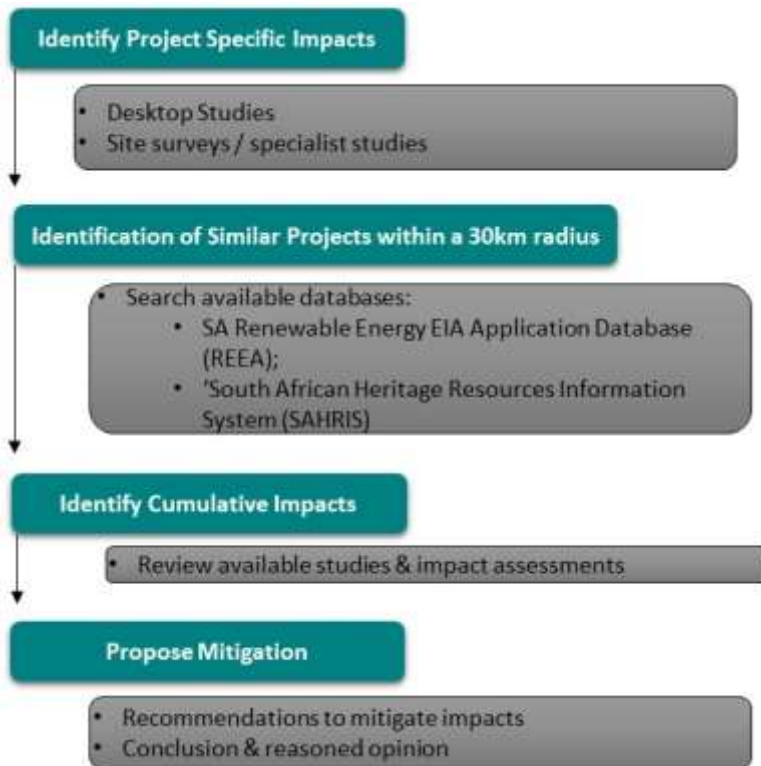 Identify Project Specific Impacts
• Desktop Studies
• Site surveys / specialist studies
Identification of Similar Projects within a 30km radius
• Search available databases:
• SA Renewable Energy EIA Application Database
(REEA);
• 'South African Heritage Resources Information
System (SAHRIS)
Identify Cumulative Impacts
• Review available studies & impact assessments
Propose Mitigation
• Recommendations to mitigate impacts
• Conclusion & reasoned opinion